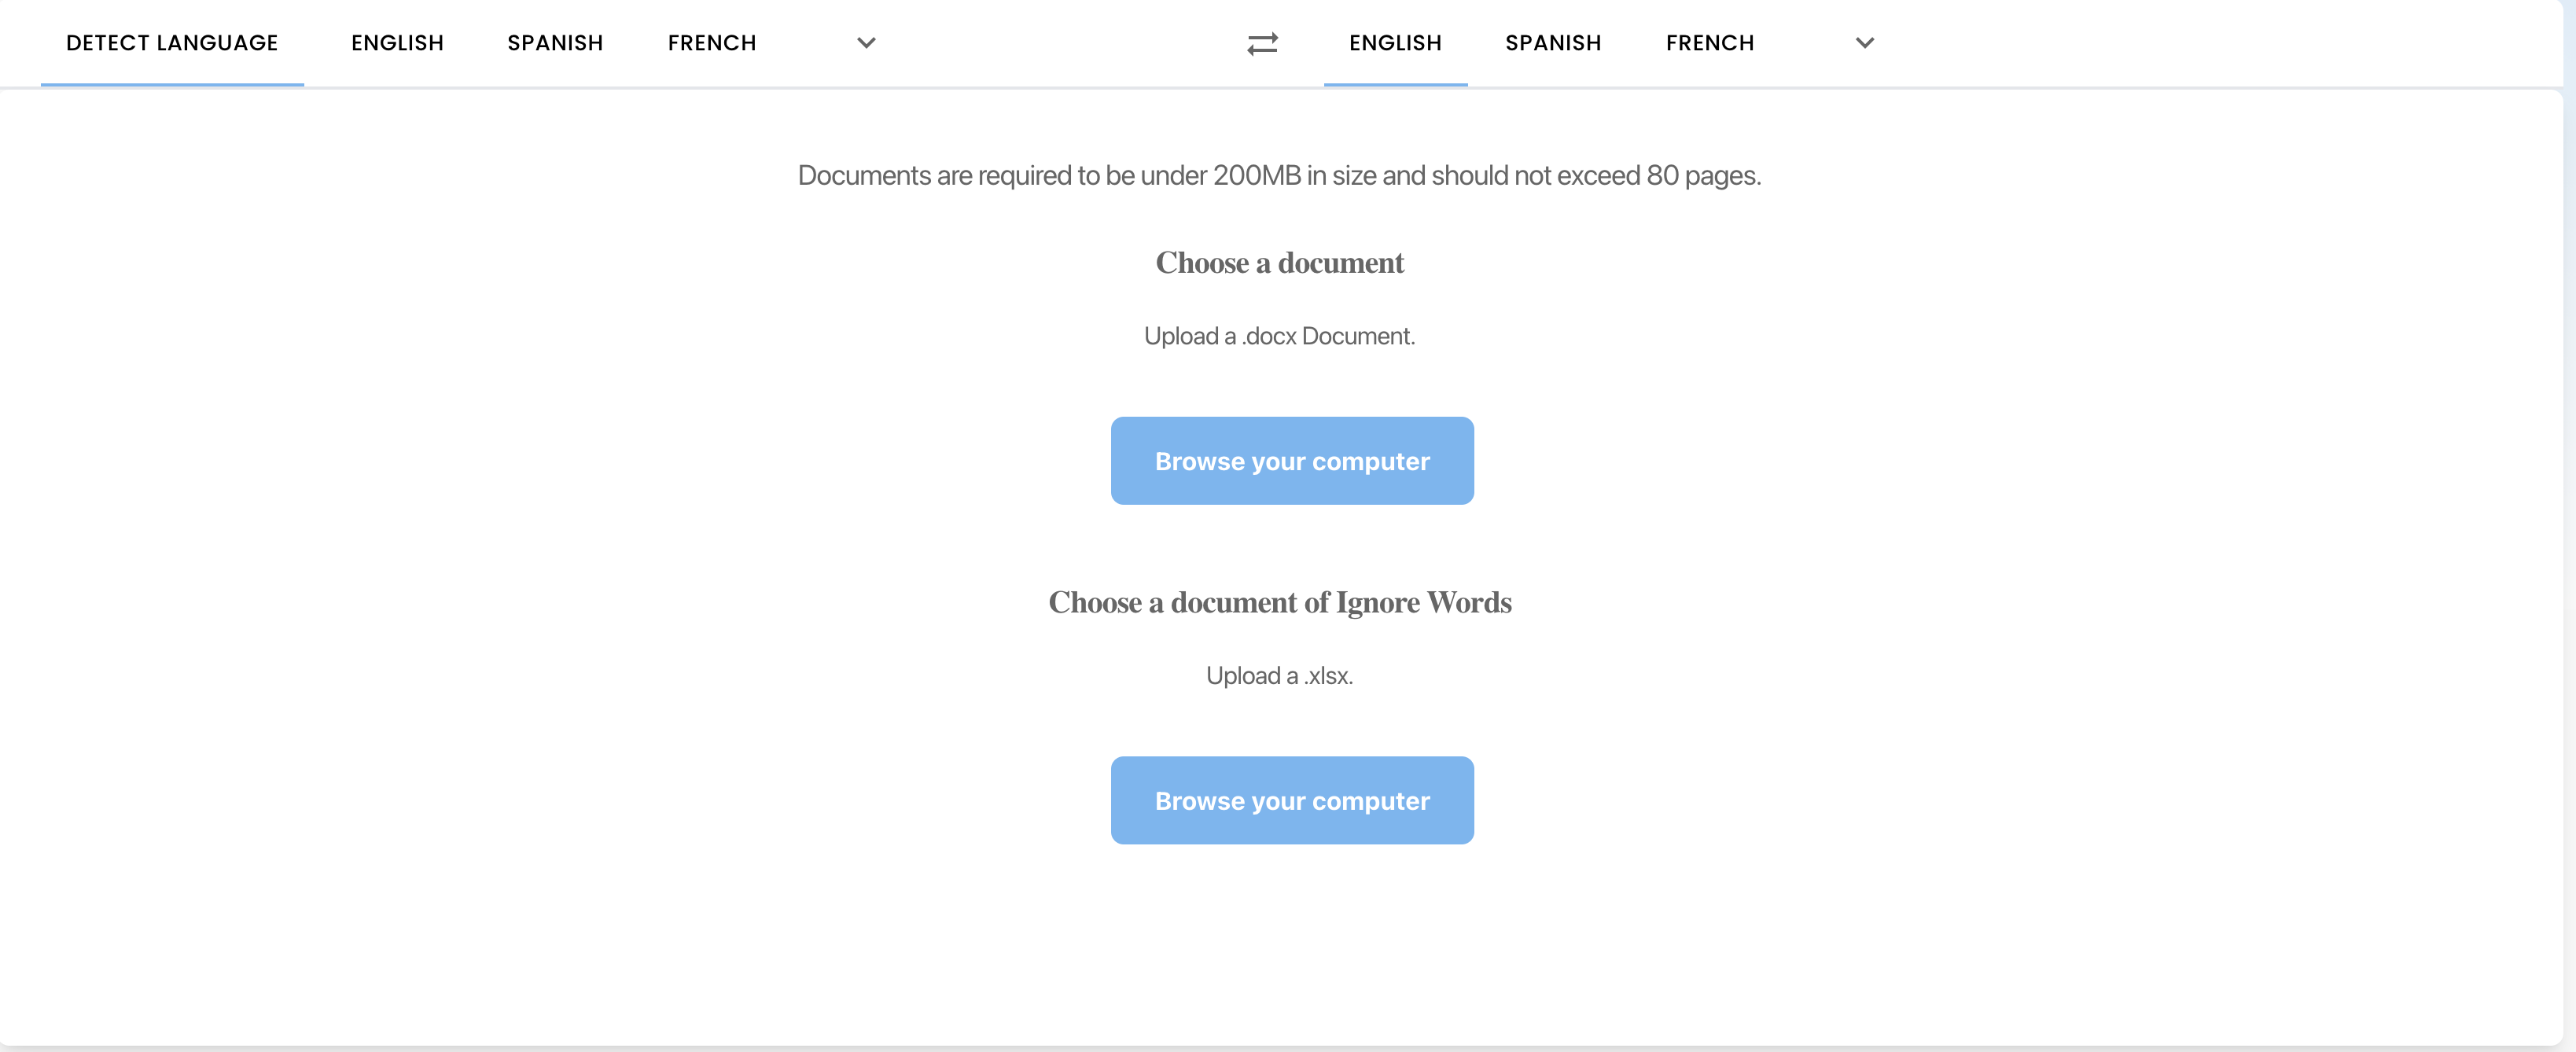 DETECT LANGUAGE ENGLISH SPANISH FRENCH ENGLISH SPANISH FRENCH
Documents are required to be under 200MB in size and should not exceed 80 pages.
Choose a document
Upload a .docx Document.
Browse your computer
Choose a document of Ignore Words
Upload a .xlsx.
Browse your computer